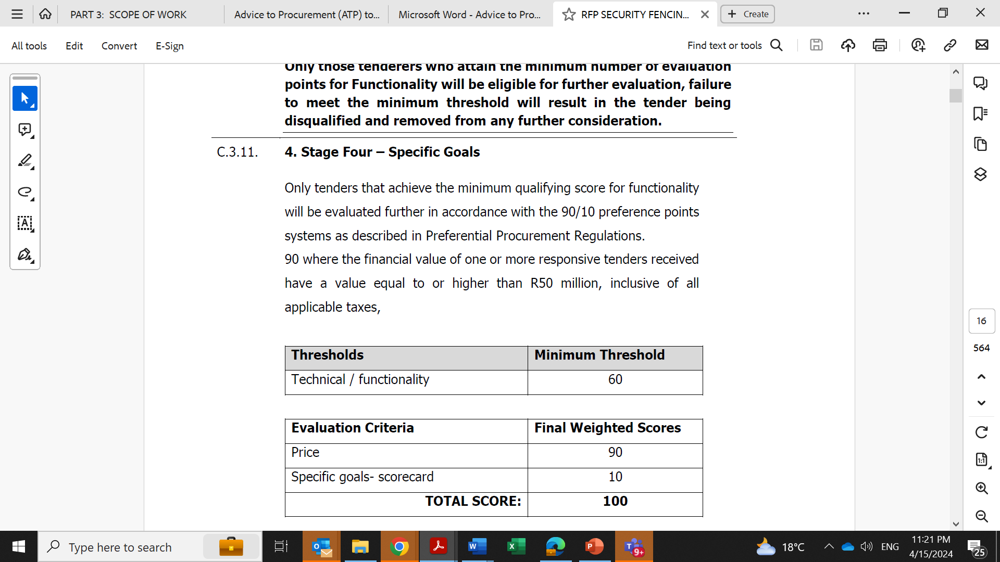 PART 3:  SCOPE OF WORK
Advice to Procurement (ATP) to...
Microsoft Word - Advice to Pro...
RFP SECURITY FENCIN...
Create
All tools
Edit
Convert
E-Sign
Find text or tools
Only those tenderers who attain the minimum number of evaluation
points for Functionality will be eligible for further evaluation, failure
to meet the minimum threshold will result in the tender being
disqualified and removed from any further consideration.
C.3.11.
4. Stage Four – Specific Goals
Only tenders that achieve the minimum qualifying score for functionality
will be evaluated further in accordance with the 90/10 preference points
systems as described in Preferential Procurement Regulations.
90 where the financial value of one or more responsive tenders received
have a value equal to or higher than R50 million, inclusive of all
applicable taxes,
Thresholds
Minimum Threshold
Technical / functionality
60
Evaluation Criteria
Final Weighted Scores
Price
90
Specific goals- scorecard
10
TOTAL SCORE:
100
16
564
1:1
Type here to search
9+
18°C
ENG
11:21 PM
4/15/2024
25